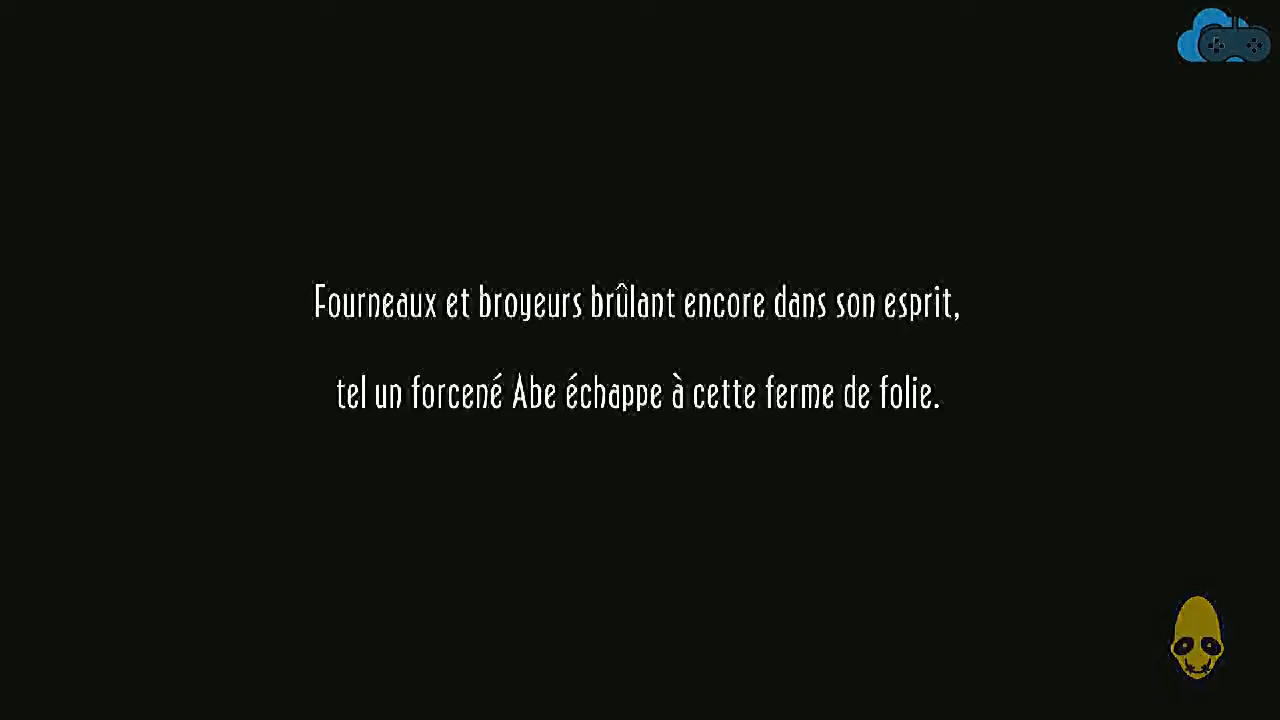 Fourneaux et broyeurs brûlant encore dans son esprit,
tel un forcené Abe échappe à cette ferme de folie.